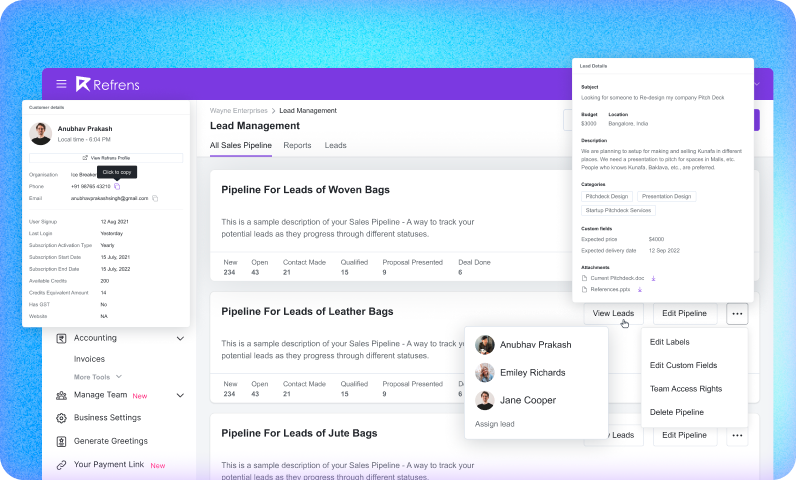 Refrens
Wayne Enterprises > Lead Management
Lead Management
All Sales Pipeline
Reports
Leads
Customer details
Anubhav Prakash
Local time - 6:04 PM
View Refrens Profile
Click to copy
Organisation Ice Breaker
Phone +91 98765 43210
Email anubhavprakashsingh@gmail.com
User Signup 12 Aug 2021
Last Login Yesterday
Subscription Activation Type Yearly
Subscription Start Date 15 July, 2021
Subscription End Date 15 July, 2022
Available Credits 200
Credits Equivalent Amount 14
Has GST No
Website NA
Accounting
Invoices
More Tools
Manage Team New
Business Settings
Generate Greetings
Your Payment Link New
Pipeline For Leads of Woven Bags
This is a sample description of your Sales Pipeline - A way to track your
potential leads as they progress through different statuses.
New Open Contact Made Qualified Proposal Presented Deal Done
234 43 21 15 9 6
Pipeline For Leads of Leather Bags
This is a sample description of your Sales Pipeline - A way to track your
potential leads as they progress through different statuses.
New Open Contact Made Qualified Proposal Presented
234 43 21 15 9
View Leads
Edit Pipeline
Pipeline For Leads of Jute Bags
This is a sample description of your Sales Pipeline - A way to track your
potential leads as they progress through different statuses.
Leads
Edit Pipeline
Lead Details
Subject
Looking for someone to Re-design my company Pitch Deck
Budget Location
$3000 Bangalore, India
Description
We are planning to setup for making and selling Kunafa in different
places. We need a presentation to pitch for spaces in Malls, etc.
People who knows Kunafa, Baklava, etc., are preferred.
Categories
Pitchdeck Design
Presentation Design
Startup Pitchdeck Services
Custom fields
Expected price $4000
Expected delivery date 12 Sep 2022
Attachments
Current Pitchdeck.doc
References.pptx
Anubhav Prakash
Emiley Richards
Jane Cooper
Assign lead
Edit Labels
Edit Custom Fields
Team Access Rights
Delete Pipeline